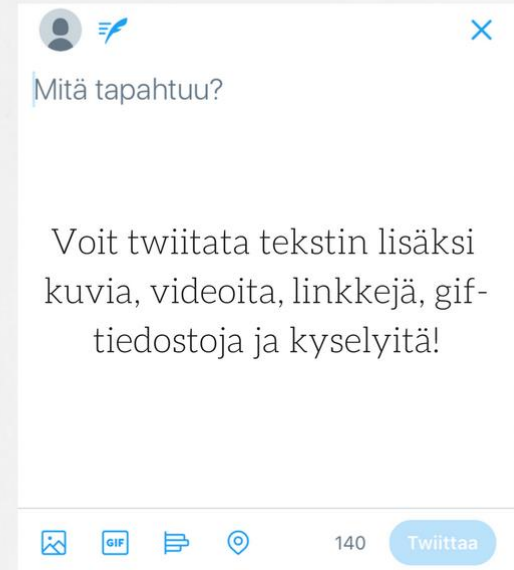 Mitä tapahtuu?
Voit twiitata tekstin lisäksi
kuvia, videoita, linkkejä, gif-
tiedostoja ja kyselyitä!
GIF
140
Twiittaa